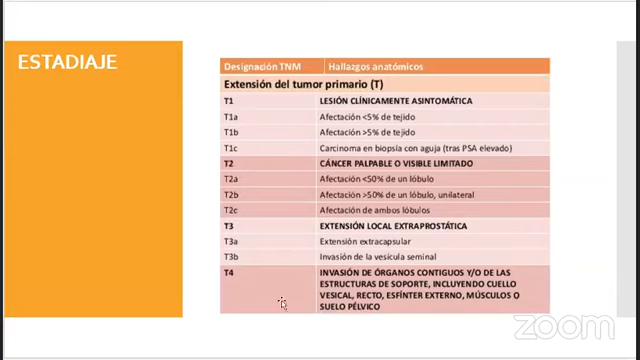 ESTADIAJE
Designación TNM Hallazgos anatómicos
Extensión del tumor primario (T)
T1 LESIÓN CLÍNICAMENTE ASINTOMÁTICA
T1a Afectación <5% de tejido
T1b Afectación >5% de tejido
T1c Carcinoma en biopsía con aguja (tras PSA elevado)
T2 CÁNCER PALPABLE O VISIBLE LIMITADO
T2a Afectación <50% de un lóbulo
T2b Afectación >50% de un lóbulo, unilateral
T2c Afectación de ambos lóbulos
T3 EXTENSIÓN LOCAL EXTRAPROSTÁTICA
T3a Extensión extracapsular
T3b Invasión de la vesícula seminal
T4 INVASIÓN DE ÓRGANOS CONTIGUOS Y/O DE LAS
ESTRUCTURAS DE SOPORTE, INCLUYENDO CUELLO
VESICAL, RECTO, ESFÍNTER EXTERNO, MÚSCULOS O
SUELO PÉLVICO
zoom